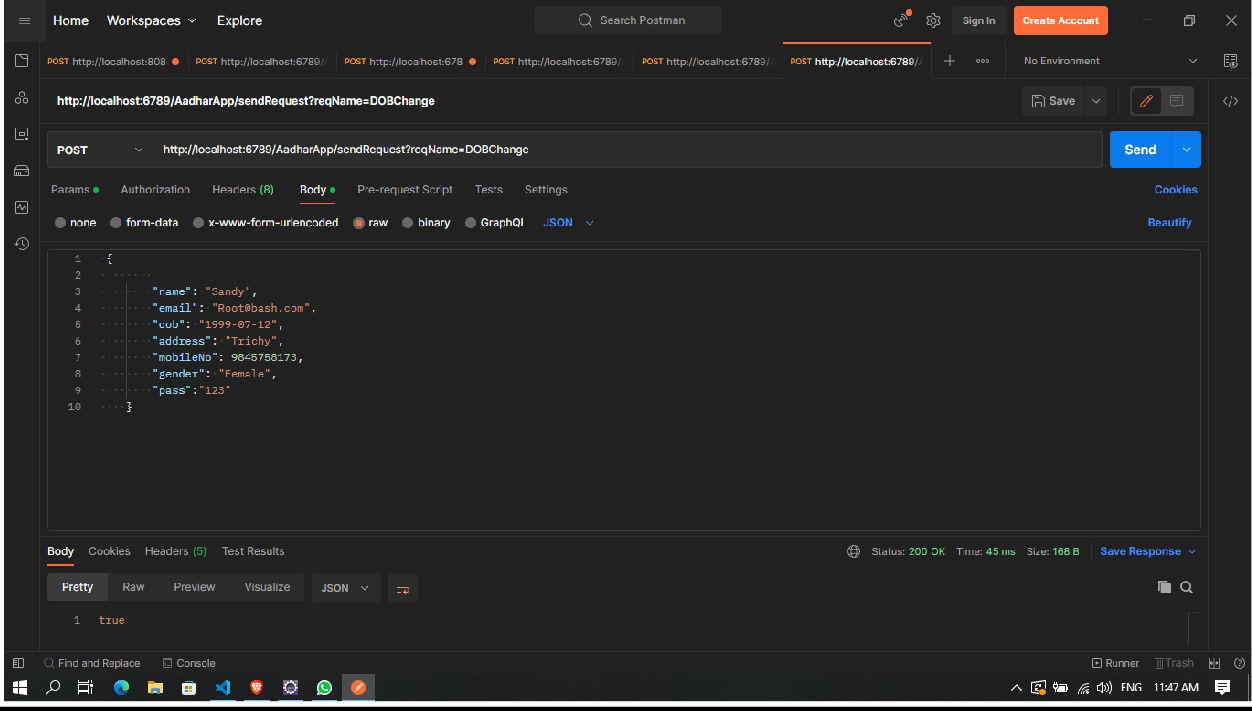 Home Workspaces Explore Search Postman Sign In Create Account
POST http://localhost:808 POST http://localhost:6789// POST http://localhost:678 POST http://localhost:6789// POST http://localhost:6789// POST http://localhost:6789// + ooo No Environment
http://localhost:6789/AadharApp/sendRequest?reqName=DOBChange Save
POST http://localhost:6789/AadharApp/sendRequest?reqName=DOBChange Send
Params Authorization Headers (8) Body Pre-request Script Tests Settings Cookies
none form-data x-www-form-urlencoded raw binary GraphQL JSON Beautify
1 {
2
3 "name": "Sandy",
4 "email": "Root@bash.com",
5 "dob": "1999-07-12",
6 "address": "Trichy",
7 "mobileNo": 9845758173,
8 "gender": "Female",
9 "pass":"123"
10 }
Body Cookies Headers (5) Test Results Status: 200 OK Time: 45 ms Size: 168 B Save Response
Pretty Raw Preview Visualize JSON
1 true
Find and Replace Console Runner Trash
ENG 11:47 AM